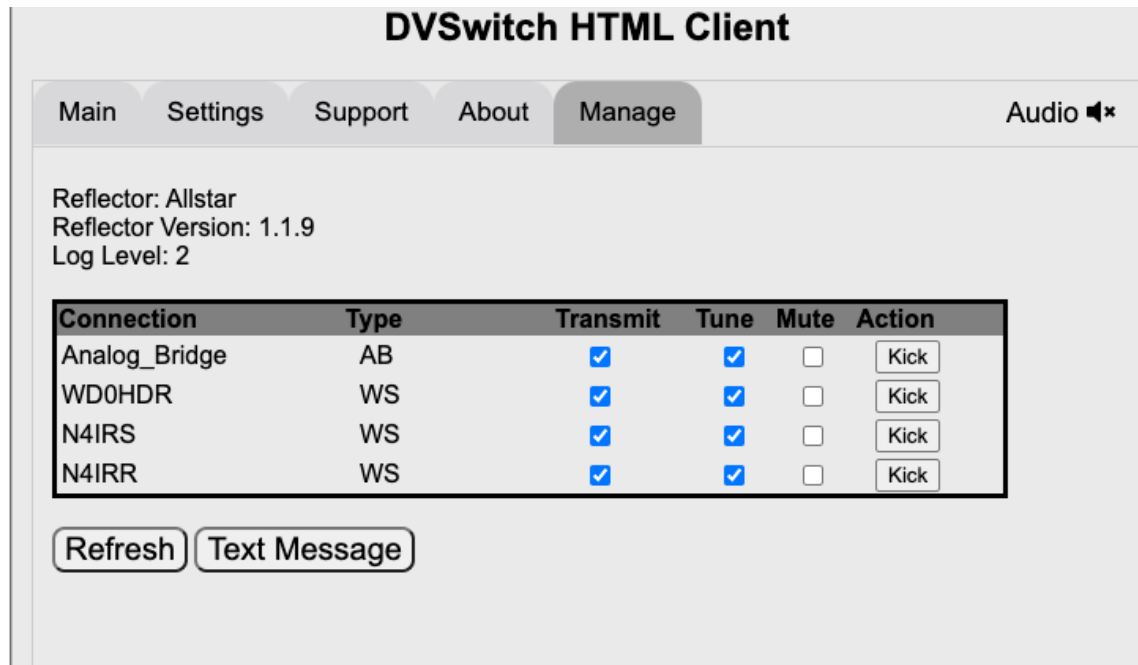 DVSwitch HTML Client
Main Settings Support About Manage Audio
Reflector: Allstar
Reflector Version: 1.1.9
Log Level: 2
Connection Type Transmit Tune Mute Action
Analog_Bridge AB Kick
WD0HDR WS Kick
N4IRS WS Kick
N4IRR WS Kick
Refresh Text Message